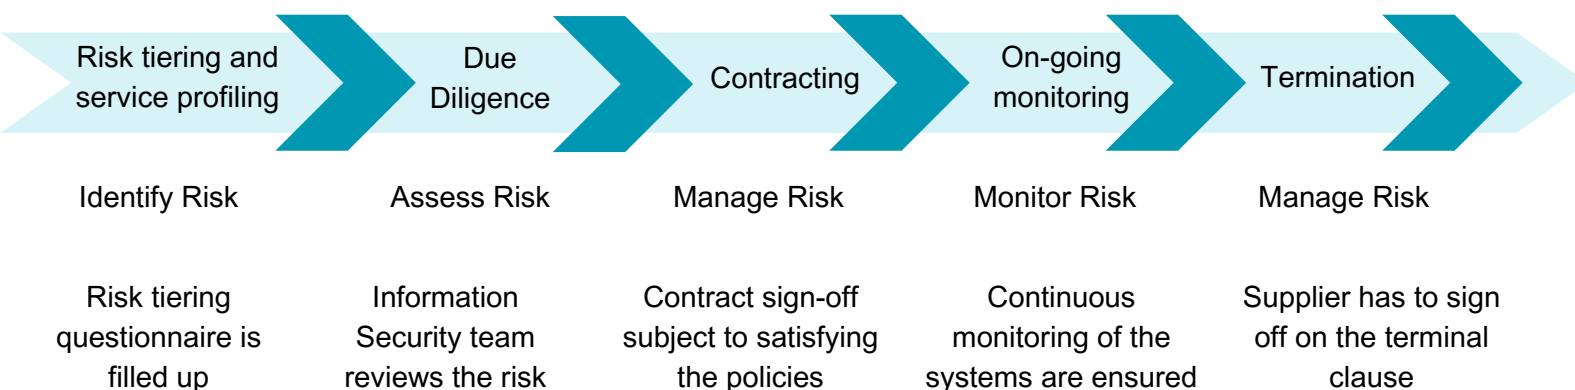 Risk tiering and
service profiling
Due
Diligence
Contracting
On-going
monitoring
Termination
Identify Risk
Assess Risk
Manage Risk
Monitor Risk
Manage Risk
Risk tiering
questionnaire is
filled up
Information
Security team
reviews the risk
Contract sign-off
subject to satisfying
the policies
Continuous
monitoring of the
systems are ensured
Supplier has to sign
off on the terminal
clause